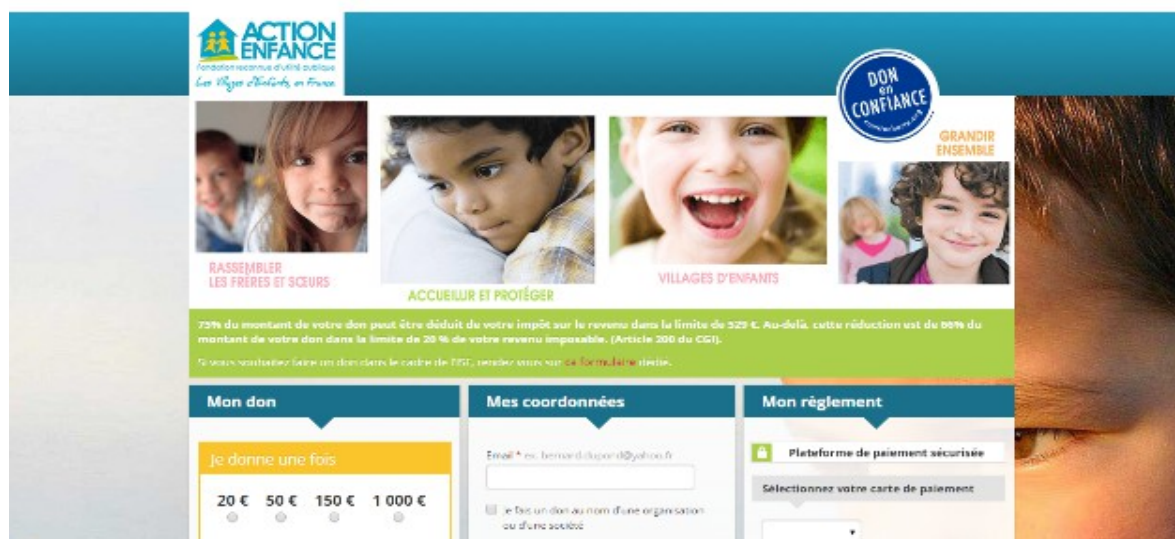 ACTION
ENFANCE
Fondation reconnue d'utilité publique
Les Villages d'Enfants, en France
DON
en
CONFIANCE
GRANDIR
ENSEMBLE
RASSEMBLER
LES FRÈRES ET SŒURS
ACCUEILLIR ET PROTÉGER
VILLAGES D'ENFANTS
75% du montant de votre don peut être déduit de votre impôt sur le revenu dans la limite de 529 €. Au-delà, cette réduction est de 66% du
montant de votre don dans la limite de 20 % de votre revenu imposable. (Article 200 du CGI).
Si vous souhaitez faire un don dans le cadre de l'ISF, rendez vous sur ce formulaire dédié.
Mon don
Mes coordonnées
Mon règlement
Je donne une fois
20 € 50 € 150 € 1 000 €
Email * ex. bernard.dupond@yahoo.fr
Je fais un don au nom d'une organisation
ou d'une société
Plateforme de paiement sécurisée
Sélectionnez votre carte de paiement